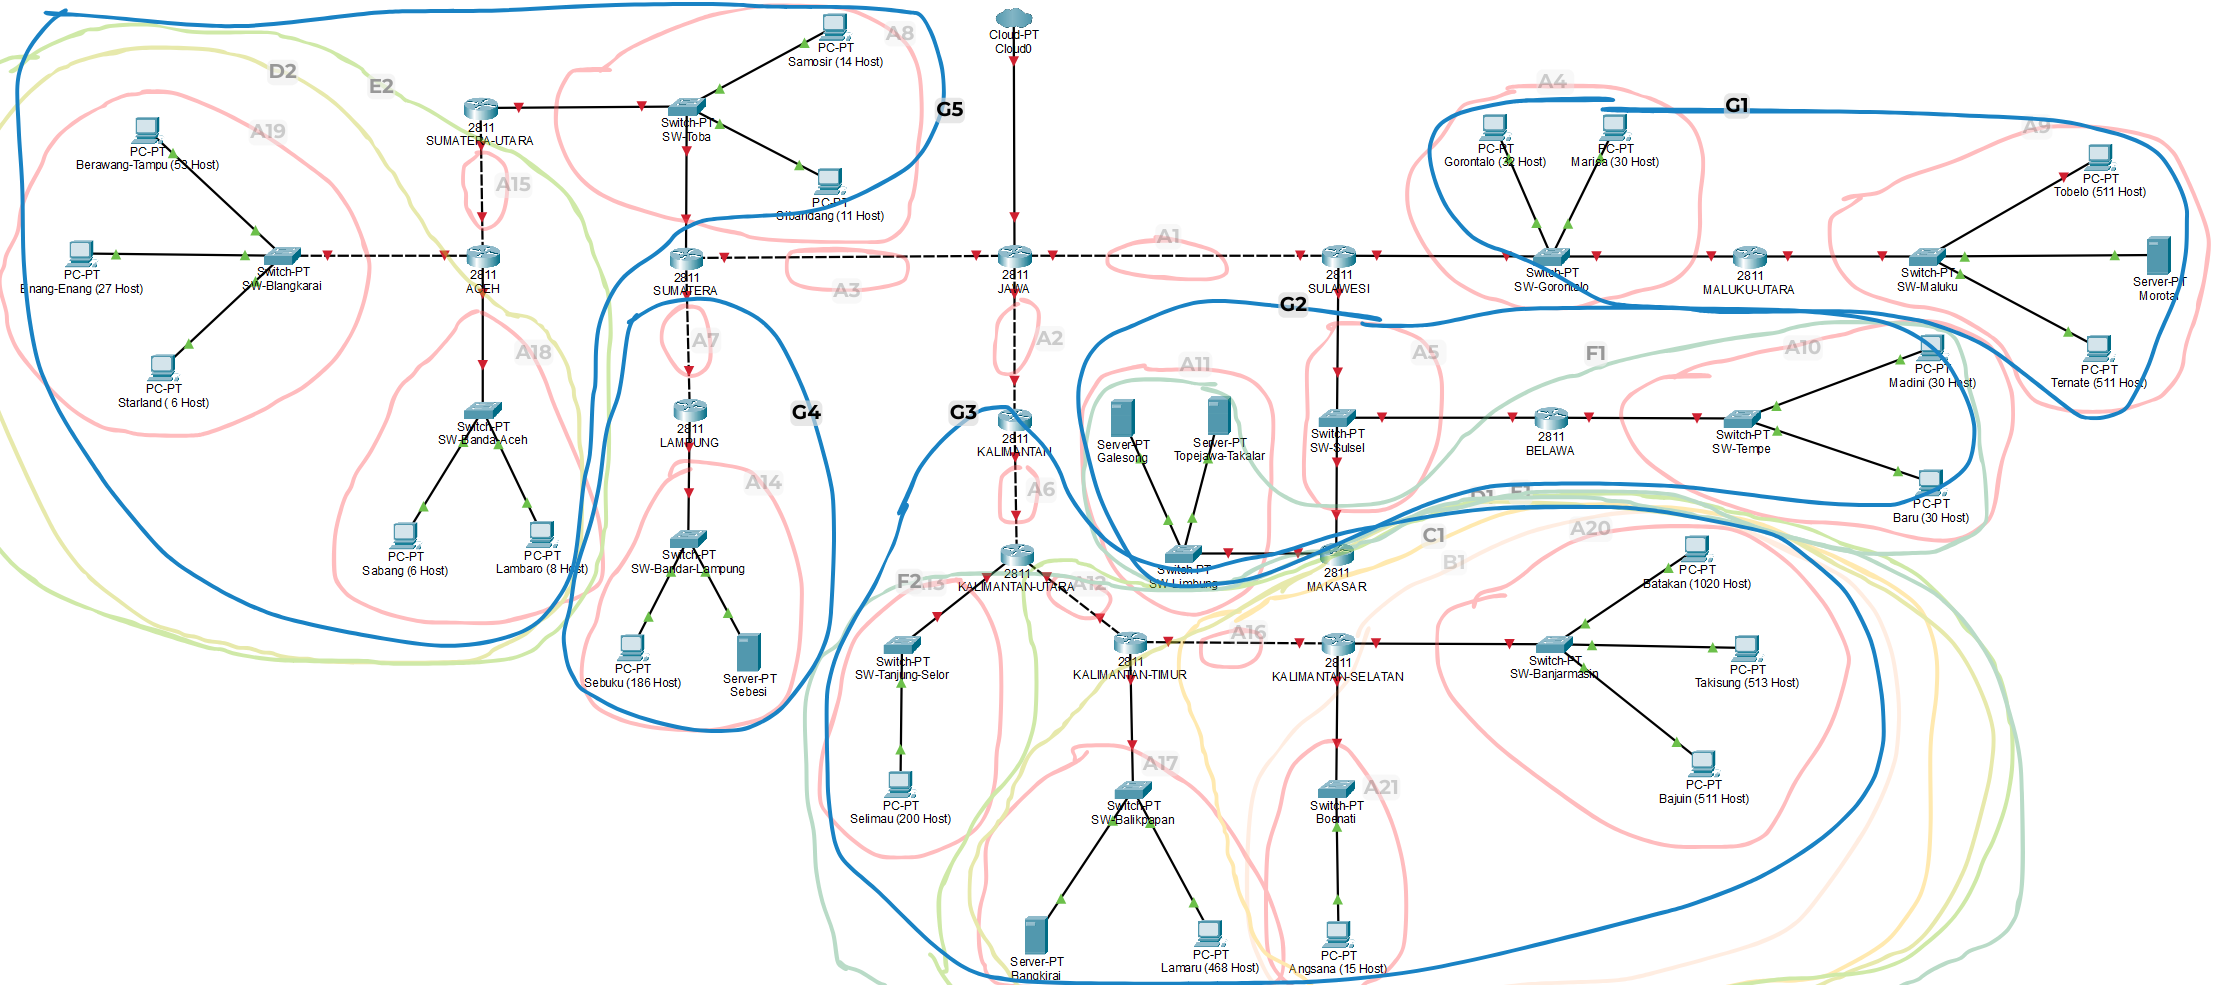 A8
PC-PT
Samosir (14 Host)
Cloud-PT
Cloud0
D2
E2
A4
G1
G5
2811
SUMATERA-UTARA
Switch-PT
SW-Toba
A19
PC-PT
Berawang-Tampu (53 Host)
PC-PT
Gorontalo (32 Host)
PC-PT
Marisa (30 Host)
A9
PC-PT
Tobelo (511 Host)
A15
PC-PT
Sibandang (11 Host)
A1
PC-PT
Enang-Enang (27 Host)
Switch-PT
SW-Blangkarai
2811
ACEH
2811
SUMATERA
A3
2811
JAWA
2811
SULAWESI
Switch-PT
SW-Gorontalo
2811
MALUKU-UTARA
Switch-PT
SW-Maluku
Server-PT
Morotai
G2
A7
A2
A18
A11
A5
F1
A10
PC-PT
Madini (30 Host)
PC-PT
Ternate (511 Host)
PC-PT
Starland ( 6 Host)
Switch-PT
SW-Banda-Aceh
2811
LAMPUNG
G4
G3
2811
KALIMANTAN
Server-PT
Galesong
Server-PT
Topejawa-Takalar
Switch-PT
SW-Sulsel
2811
BELAWA
Switch-PT
SW-Tempe
A14
A6
D1
E1
PC-PT
Baru (30 Host)
PC-PT
Sabang (6 Host)
PC-PT
Lambaro (8 Host)
Switch-PT
SW-Bandar-Lampung
C1
A20
B1
F2
A13
2811
KALIMANTAN-UTARA
A12
Switch-PT
SW-Limbung
2811
MAKASAR
PC-PT
Batakan (1020 Host)
A16
PC-PT
Sebuku (186 Host)
Server-PT
Sebesi
Switch-PT
SW-Tanjung-Selor
2811
KALIMANTAN-TIMUR
2811
KALIMANTAN-SELATAN
Switch-PT
SW-Banjarmasin
PC-PT
Takisung (513 Host)
A17
A21
PC-PT
Selimau (200 Host)
Switch-PT
SW-Balikpapan
Switch-PT
Boenati
PC-PT
Bajuin (511 Host)
Server-PT
Bangkirai
PC-PT
Lamaru (468 Host)
PC-PT
Angsana (15 Host)